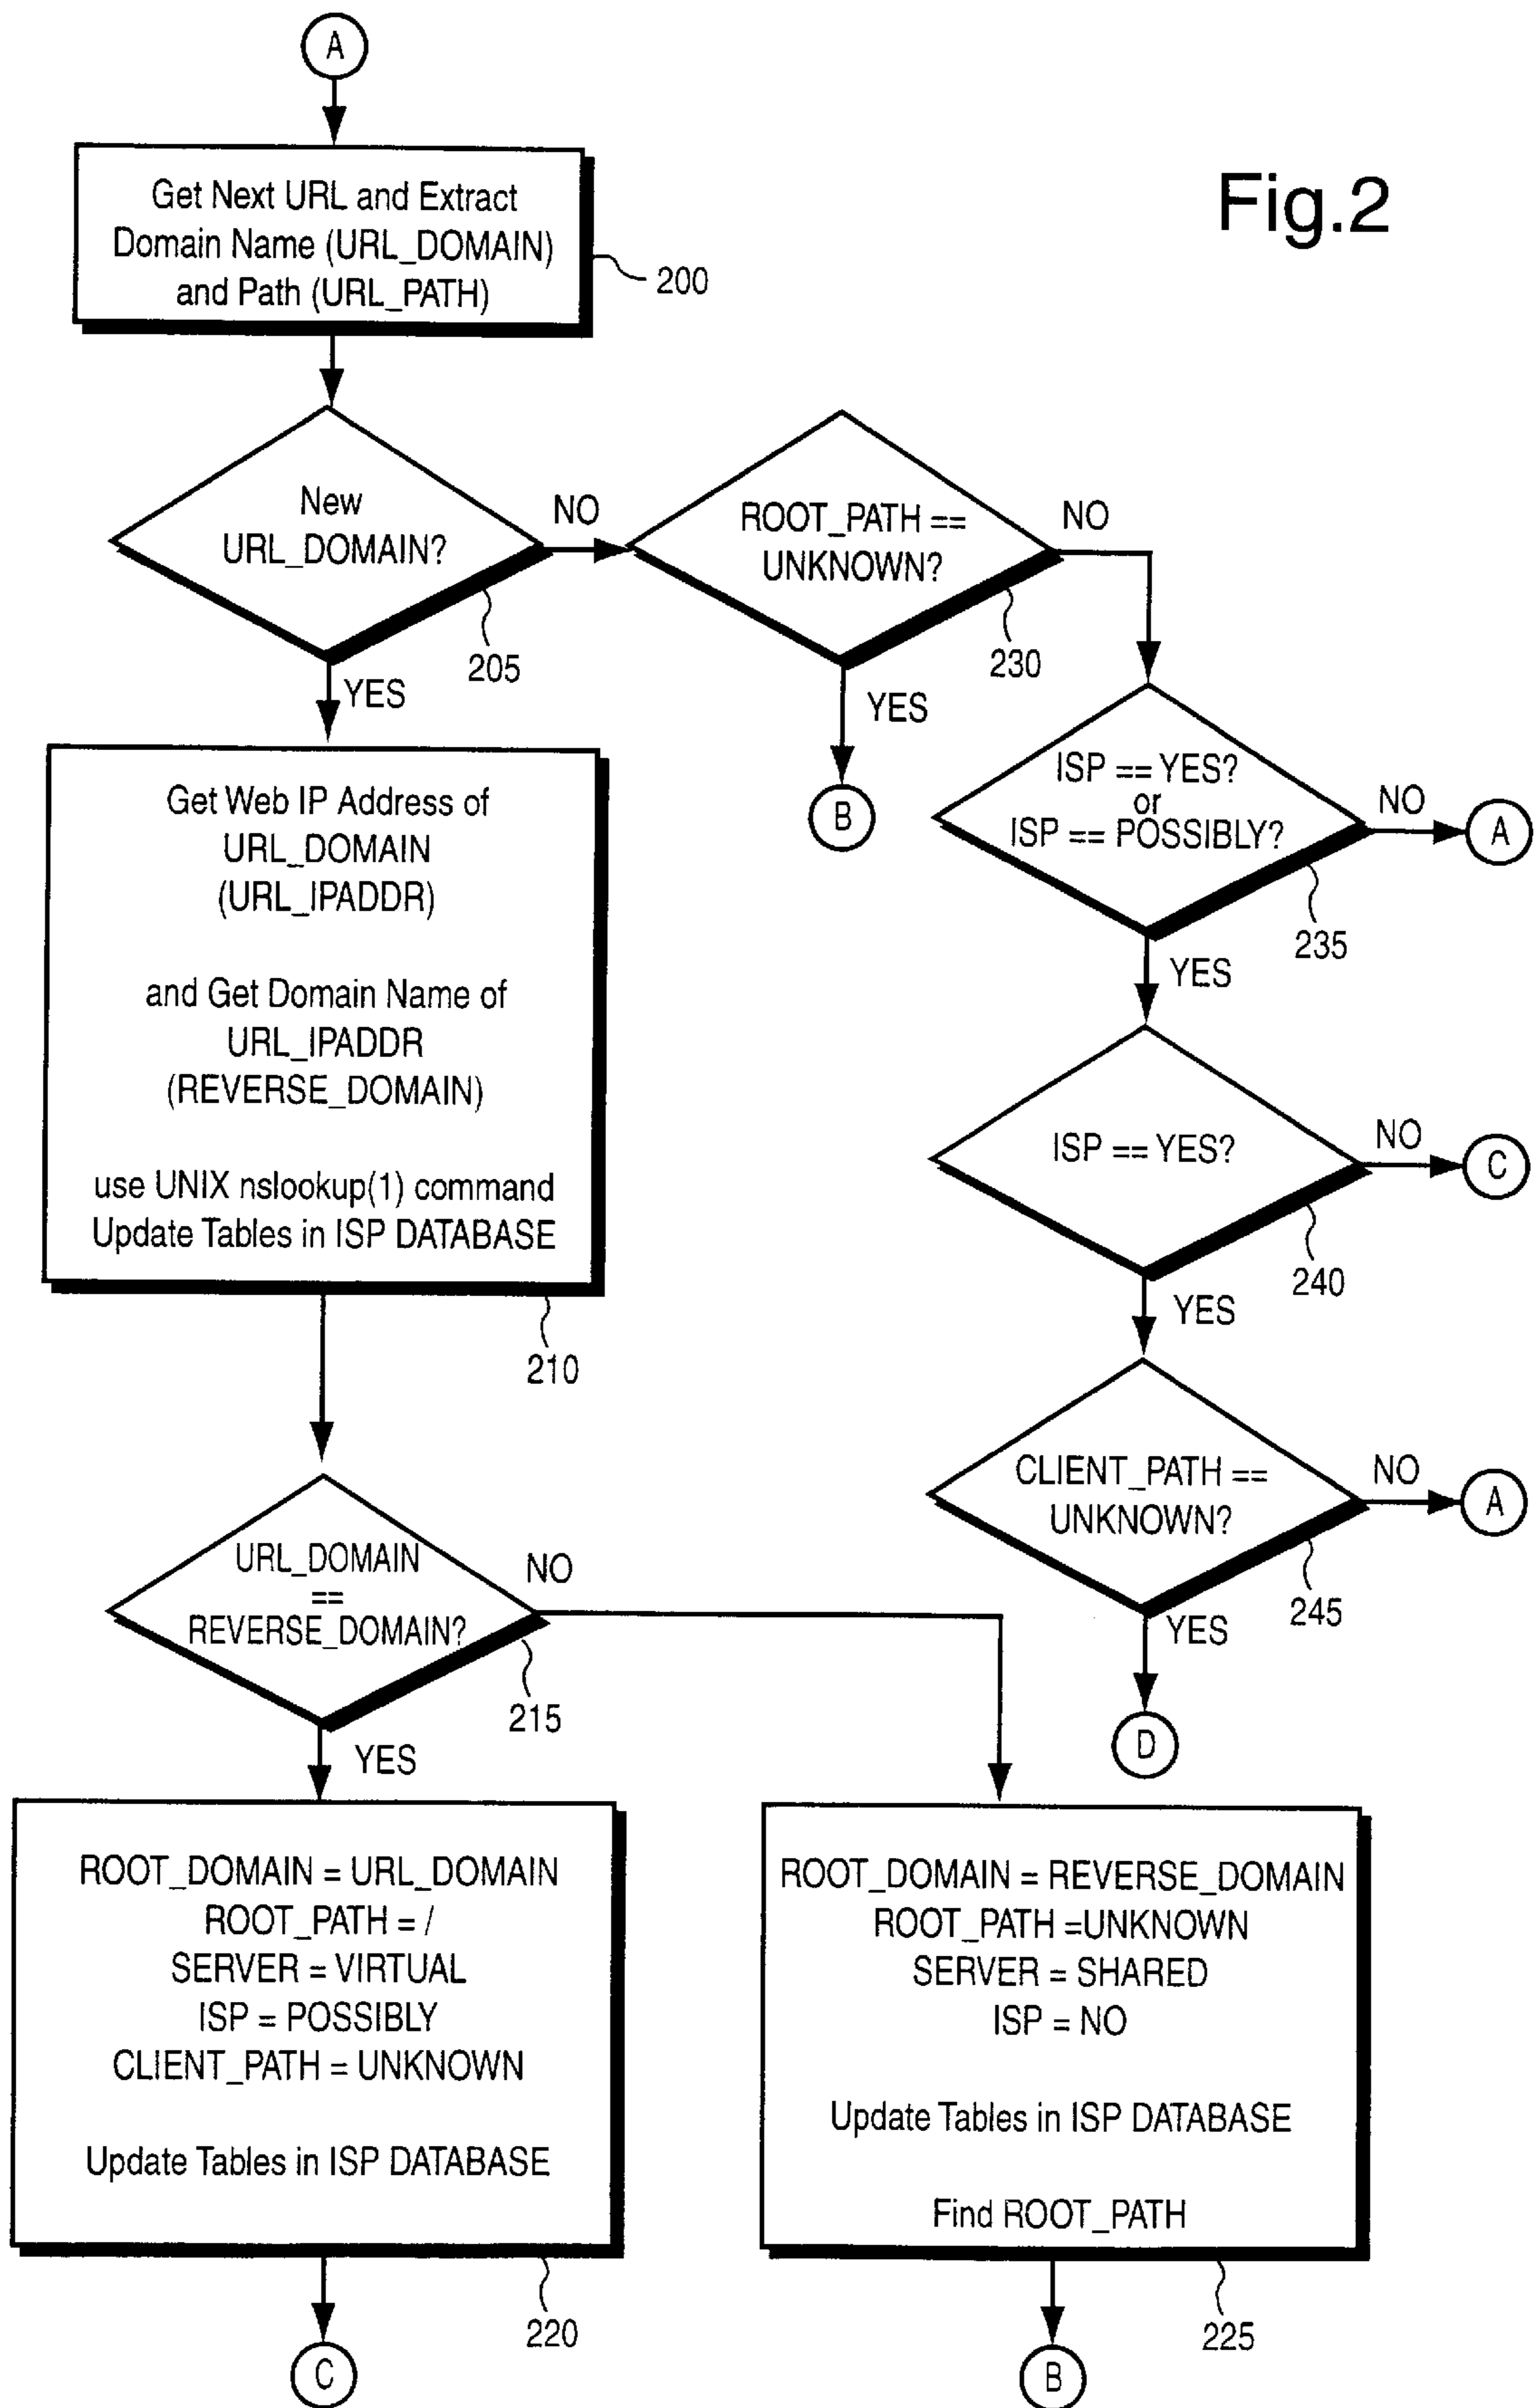 A
Fig.2
Get Next URL and Extract
Domain Name (URL_DOMAIN)
and Path (URL_PATH)
200
New
URL_DOMAIN?
205
NO
YES
ROOT_PATH ==
UNKNOWN?
230
NO
YES
B
ISP == YES?
or
ISP == POSSIBLY?
235
NO
A
YES
Get Web IP Address of
URL_DOMAIN
(URL_IPADDR)
and Get Domain Name of
URL_IPADDR
(REVERSE_DOMAIN)
use UNIX nslookup(1) command
Update Tables in ISP DATABASE
210
ISP == YES?
240
NO
C
YES
CLIENT_PATH ==
UNKNOWN?
245
NO
A
YES
D
URL_DOMAIN
==
REVERSE_DOMAIN?
215
NO
YES
ROOT_DOMAIN = URL_DOMAIN
ROOT_PATH = /
SERVER = VIRTUAL
ISP = POSSIBLY
CLIENT_PATH = UNKNOWN
Update Tables in ISP DATABASE
220
C
ROOT_DOMAIN = REVERSE_DOMAIN
ROOT_PATH =UNKNOWN
SERVER = SHARED
ISP = NO
Update Tables in ISP DATABASE
Find ROOT_PATH
225
B